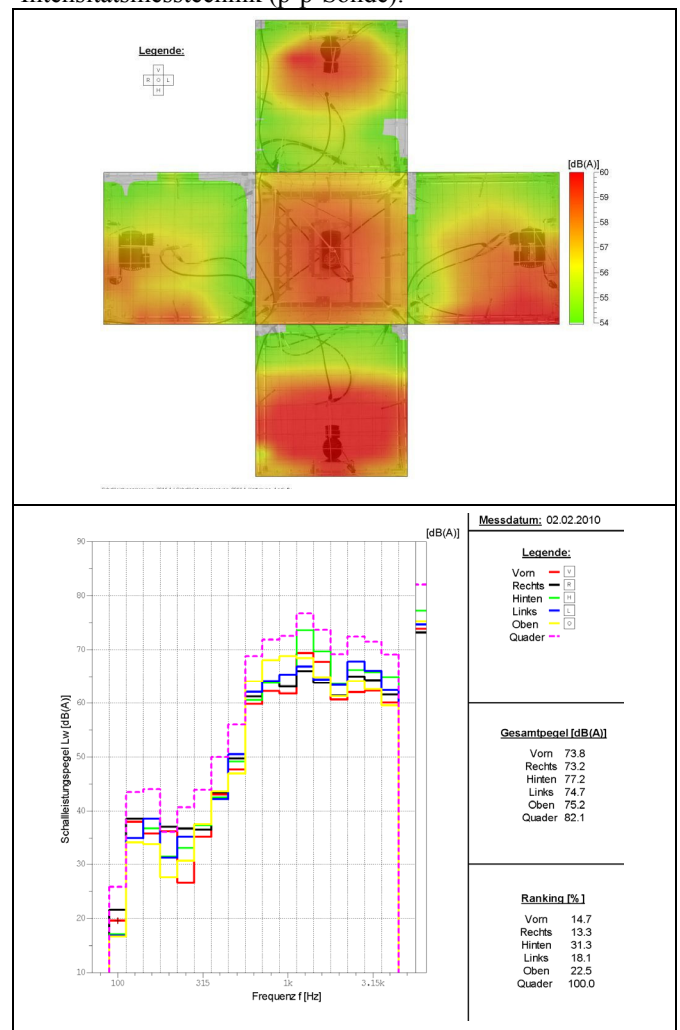 Intensitätsmesstechnik (p-p-Sonde).
Legende:
V
R O L
H
[dB(A)]
60
59
58
57
56
55
54
[dB(A)]
90
80
70
60
50
40
30
20
10
Schallleistungspegel Lw [dB(A)]
100 315 1k 3.15k
Frequenz f [Hz]
Messdatum: 02.02.2010
Legende:
Vorn V
Rechts R
Hinten H
Links L
Oben O
Quader
Gesamtpegel [dB(A)]
Vorn 73.8
Rechts 73.2
Hinten 77.2
Links 74.7
Oben 75.2
Quader 82.1
Ranking [%]
Vorn 14.7
Rechts 13.3
Hinten 31.3
Links 18.1
Oben 22.5
Quader 100.0